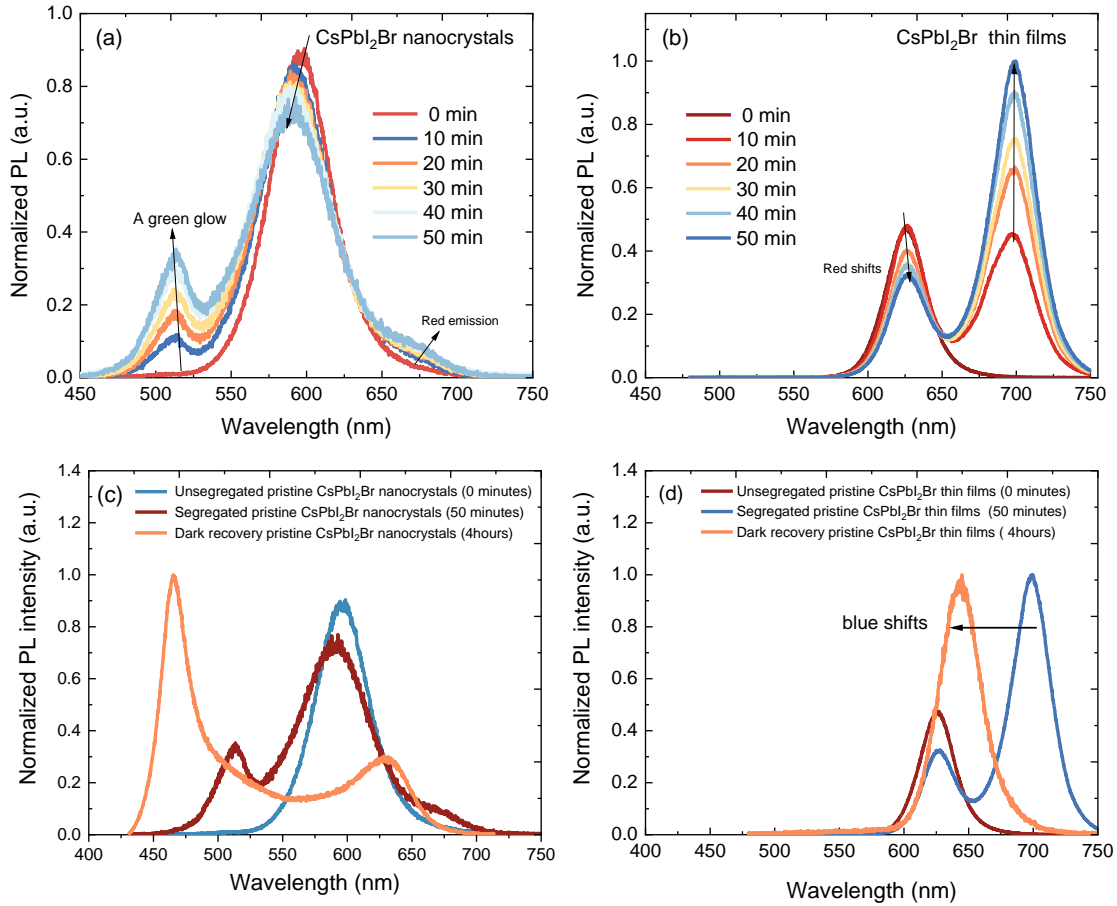 (a)
CsPbI₂Br nanocrystals
0 min
10 min
20 min
30 min
40 min
50 min
A green glow
Red emission
Normalized PL (a.u.)
0.0
0.2
0.4
0.6
0.8
1.0
450 500 550 600 650 700 750
Wavelength (nm)
(b)
CsPbI₂Br thin films
0 min
10 min
20 min
30 min
40 min
50 min
Red shifts
Normalized PL (a.u.)
0.0
0.2
0.4
0.6
0.8
1.0
450 500 550 600 650 700 750
Wavelength (nm)
(c)
Unsegregated pristine CsPbI₂Br nanocrystals (0 minutes)
Segregated pristine CsPbI₂Br nanocrystals (50 minutes)
Dark recovery pristine CsPbI₂Br nanocrystals (4hours)
Normalized PL intensity (a.u.)
0.0
0.2
0.4
0.6
0.8
1.0
1.2
1.4
400 450 500 550 600 650 700 750
Wavelength (nm)
(d)
Unsegregated pristine CsPbI₂Br thin films (0 minutes)
Segregated pristine CsPbI₂Br thin films (50 minutes)
Dark recovery pristine CsPbI₂Br thin films ( 4hours)
blue shifts
Normalized PL intensity (a.u.)
0.0
0.2
0.4
0.6
0.8
1.0
1.2
1.4
400 500 550 600 650 700 750
Wavelength (nm)